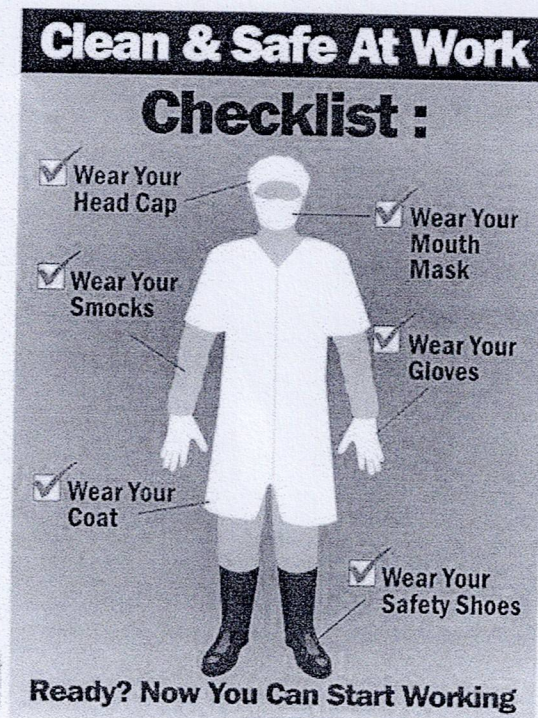 Clean & Safe At Work
Checklist :
Wear Your
Head Cap
Wear Your
Mouth
Mask
Wear Your
Smocks
Wear Your
Gloves
Wear Your
Coat
Wear Your
Safety Shoes
Ready? Now You Can Start Working